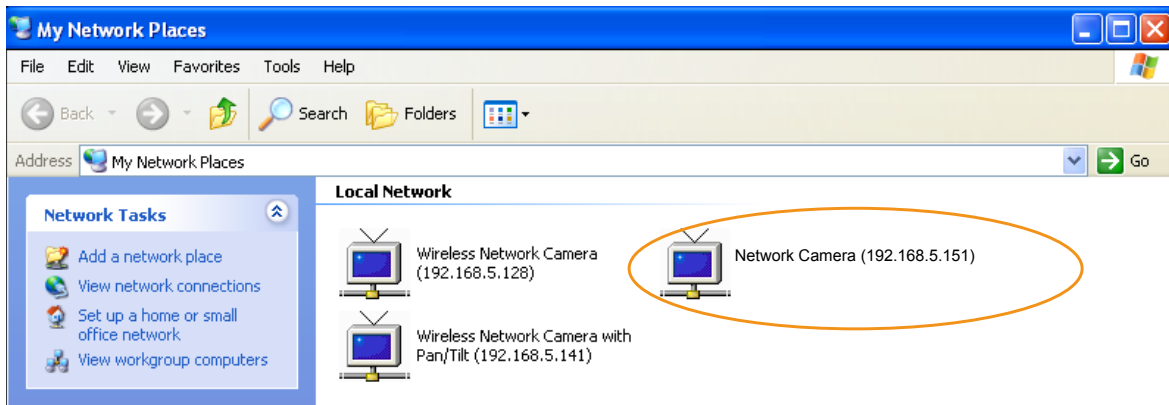 My Network Places
File Edit View Favorites Tools Help
Back Search Folders
Address My Network Places Go
Network Tasks
Add a network place
View network connections
Set up a home or small
office network
View workgroup computers
Local Network
Wireless Network Camera
(192.168.5.128)
Network Camera (192.168.5.151)
Wireless Network Camera with
Pan/Tilt (192.168.5.141)